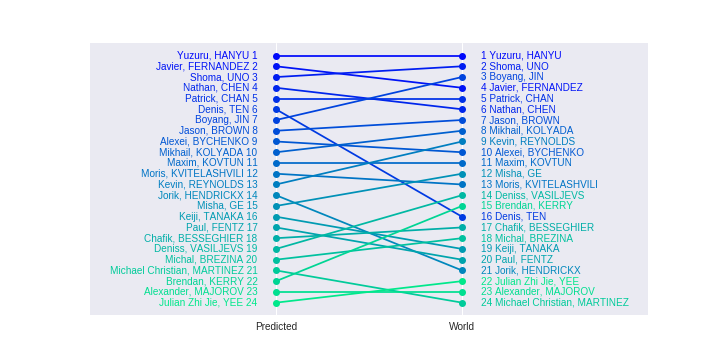 Yuzuru, HANYU 1 1 Yuzuru, HANYU
Javier, FERNANDEZ 2 2 Shoma, UNO
Shoma, UNO 3 3 Boyang, JIN
Nathan, CHEN 4 4 Javier, FERNANDEZ
Patrick, CHAN 5 5 Patrick, CHAN
Denis, TEN 6 6 Nathan, CHEN
Boyang, JIN 7 7 Jason, BROWN
Jason, BROWN 8 8 Mikhail, KOLYADA
Alexei, BYCHENKO 9 9 Kevin, REYNOLDS
Mikhail, KOLYADA 10 10 Alexei, BYCHENKO
Maxim, KOVTUN 11 11 Maxim, KOVTUN
Moris, KVITELASHVILI 12 12 Misha, GE
Kevin, REYNOLDS 13 13 Moris, KVITELASHVILI
Jorik, HENDRICKX 14 14 Deniss, VASILJEVS
Misha, GE 15 15 Brendan, KERRY
Keiji, TANAKA 16 16 Denis, TEN
Paul, FENTZ 17 17 Chafik, BESSEGHIER
Chafik, BESSEGHIER 18 18 Michal, BREZINA
Deniss, VASILJEVS 19 19 Keiji, TANAKA
Michal, BREZINA 20 20 Paul, FENTZ
Michael Christian, MARTINEZ 21 21 Jorik, HENDRICKX
Brendan, KERRY 22 22 Julian Zhi Jie, YEE
Alexander, MAJOROV 23 23 Alexander, MAJOROV
Julian Zhi Jie, YEE 24 24 Michael Christian, MARTINEZ
Predicted World